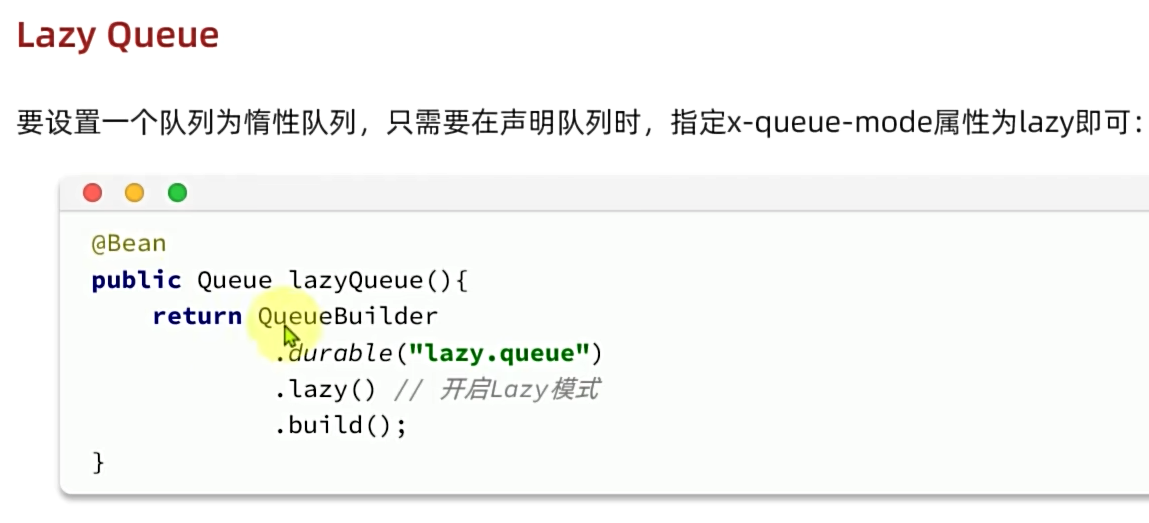 Lazy Queue
要设置一个队列为惰性队列，只需要在声明队列时，指定x-queue-mode属性为lazy即可：
@Bean
public Queue lazyQueue(){
    return QueueBuilder
            .durable("lazy.queue")
            .lazy() // 开启Lazy模式
            .build();
}